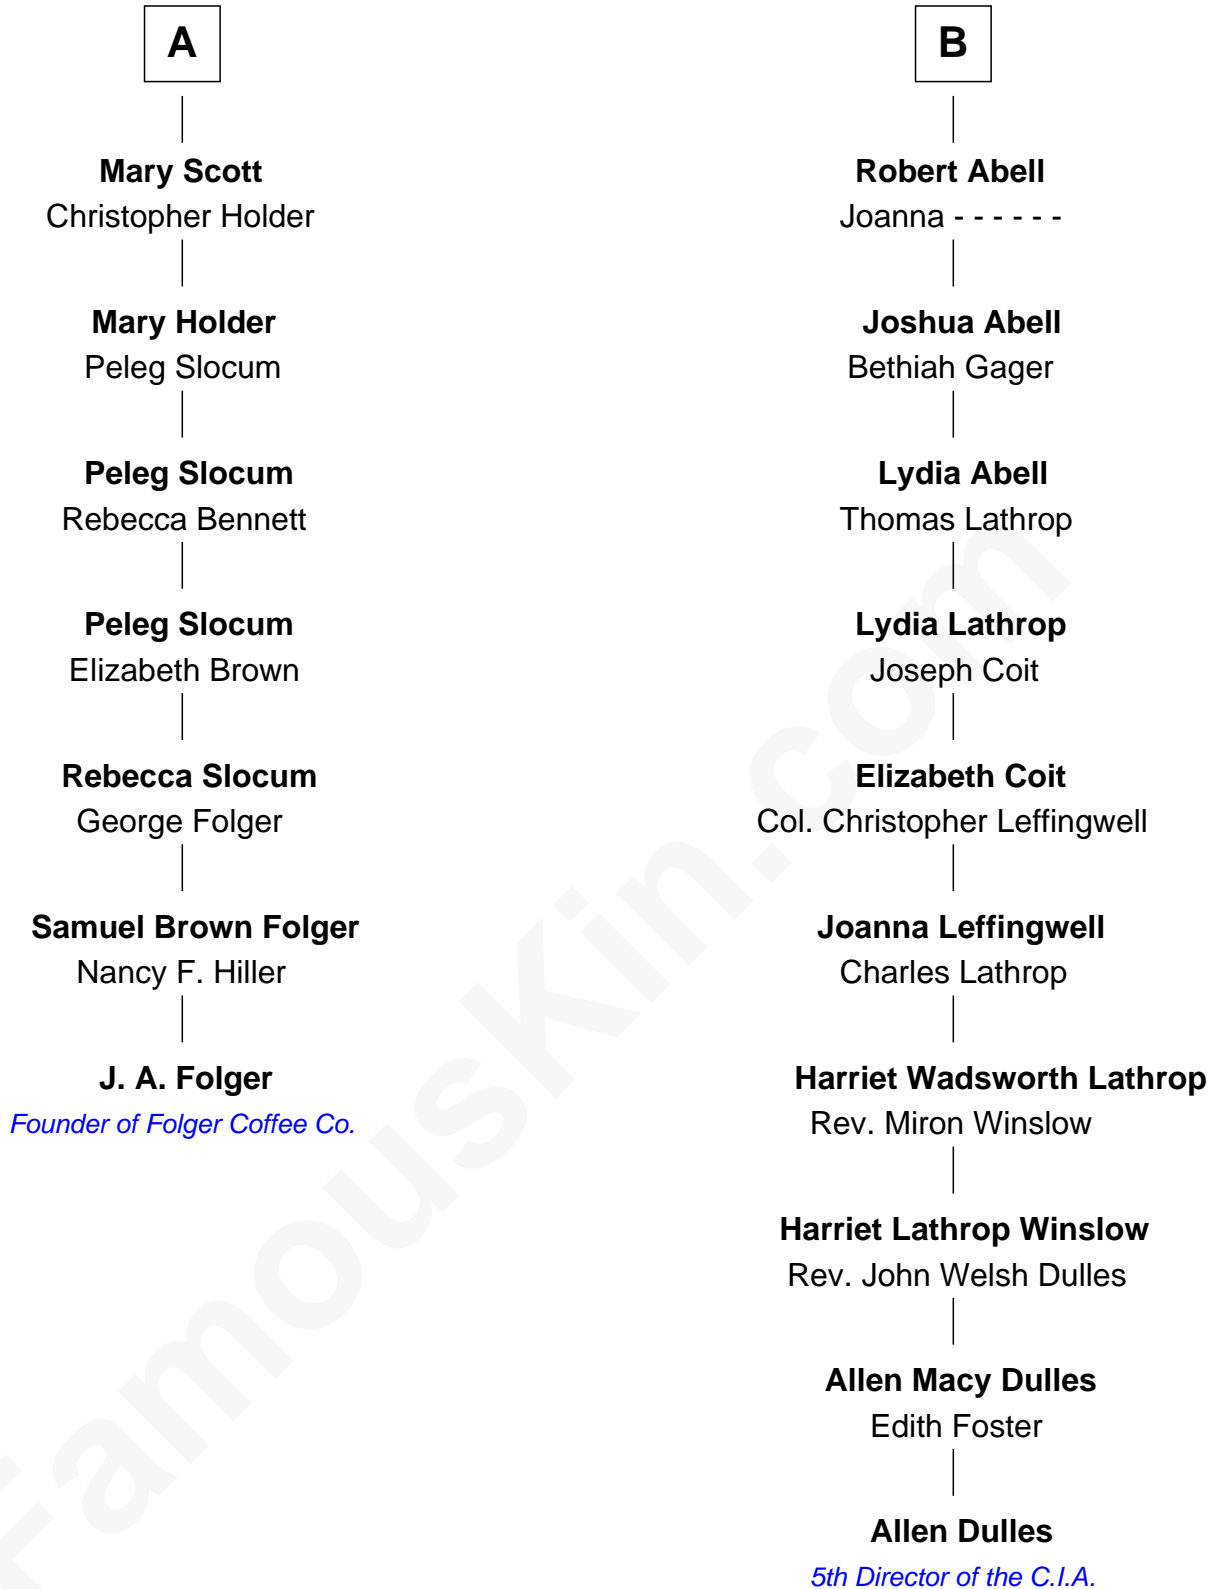 A
Mary Scott
Christopher Holder
Mary Holder
Peleg Slocum
Peleg Slocum
Rebecca Bennett
Peleg Slocum
Elizabeth Brown
Rebecca Slocum
George Folger
Samuel Brown Folger
Nancy F. Hiller
J. A. Folger
Founder of Folger Coffee Co.
B
Robert Abell
Joanna - - - - - -
Joshua Abell
Bethiah Gager
Lydia Abell
Thomas Lathrop
Lydia Lathrop
Joseph Coit
Elizabeth Coit
Col. Christopher Leffingwell
Joanna Leffingwell
Charles Lathrop
Harriet Wadsworth Lathrop
Rev. Miron Winslow
Harriet Lathrop Winslow
Rev. John Welsh Dulles
Allen Macy Dulles
Edith Foster
Allen Dulles
5th Director of the C.I.A.
FamousKin.com